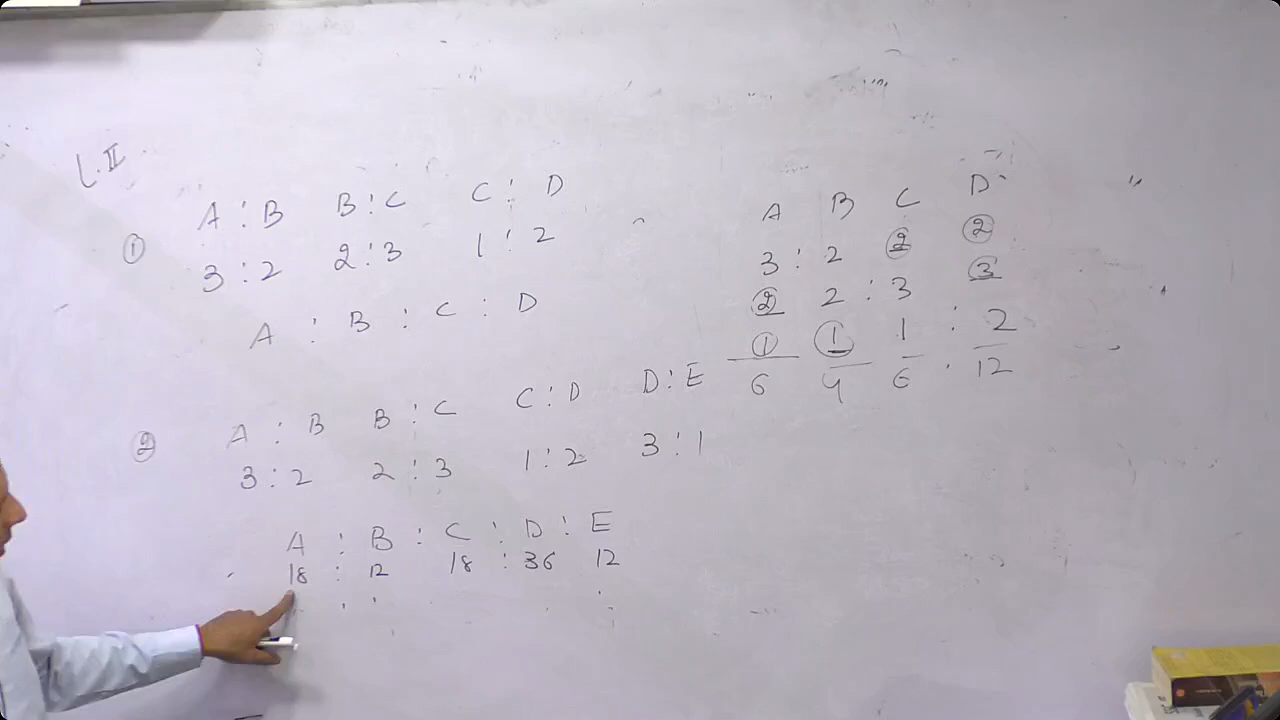 L.II
A : B B : C C : D
① 3 : 2 2 : 3 1 : 2
A : B : C : D
A B C D
3 : 2 ② ②
② 2 : 3 ③
① ① 1 : 2
6 4 6 . 12
② A : B B : C C : D D : E
3 : 2 2 : 3 1 : 2 3 : 1
A : B : C : D : E
18 : 12 18 : 36 12